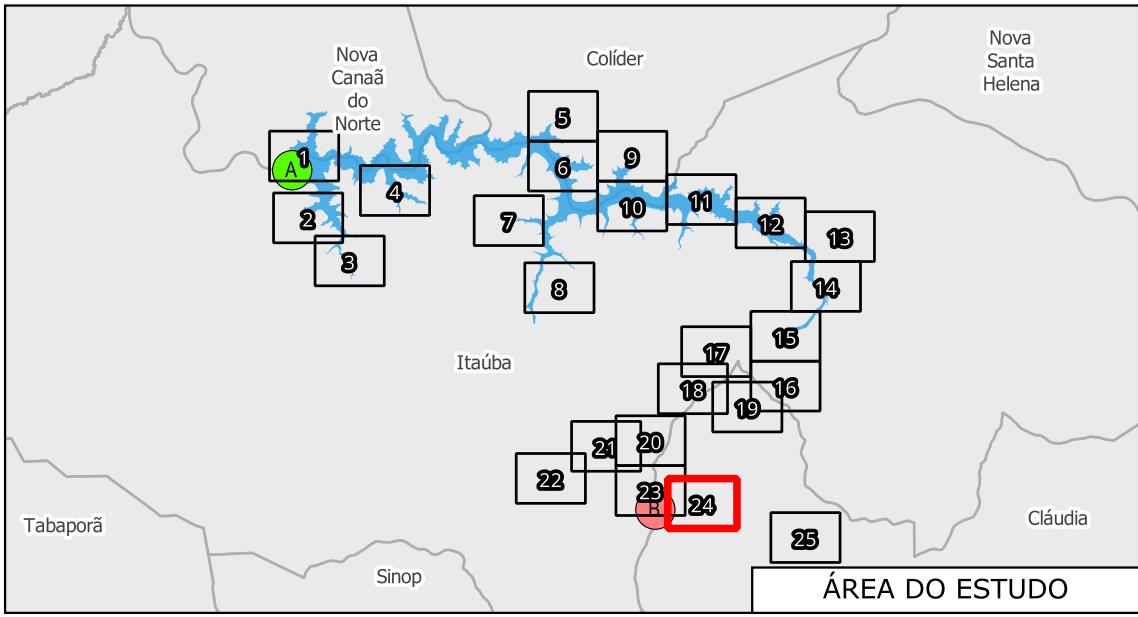 Nova
Canaã
do
Norte
Colíder
Nova
Santa
Helena
5
1
A
6
9
4
11
2
7
10
12
3
13
8
14
15
Itaúba
17
18
16
19
20
21
22
23
24
B
Tabaporã
Cláudia
25
Sinop
ÁREA DO ESTUDO